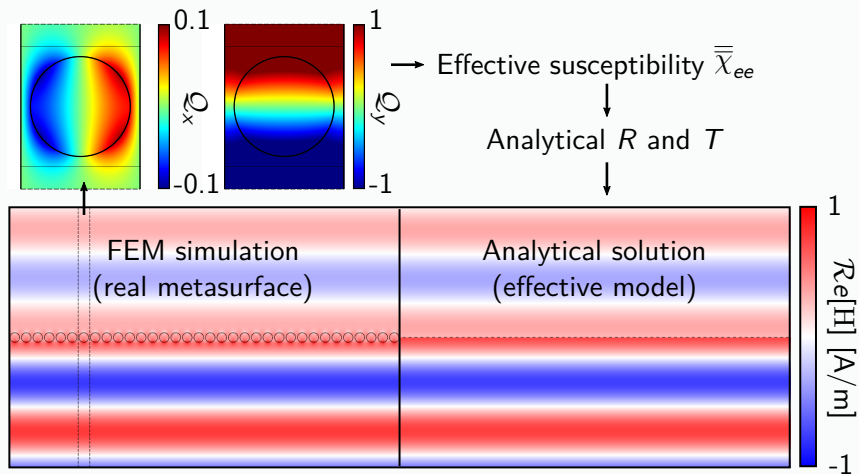 0.1
𝒬x
-0.1
1
𝒬y
-1
Effective susceptibility χ̿ee
Analytical R and T
FEM simulation
(real metasurface)
Analytical solution
(effective model)
1
ℛe[H] [A/m]
-1